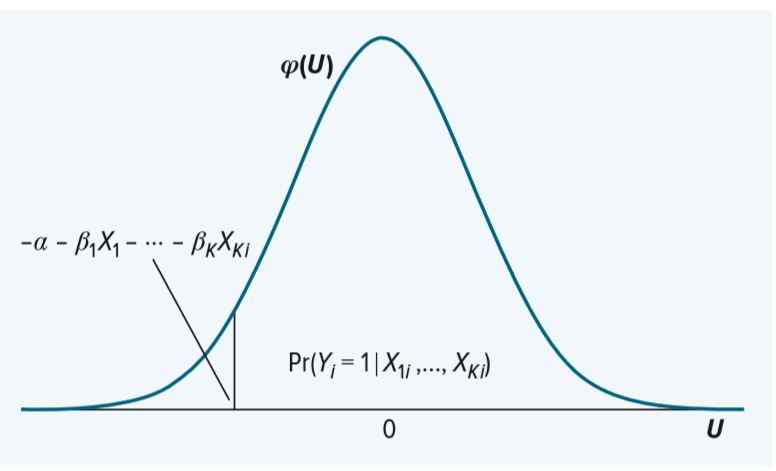 φ(U)
-α - β₁X₁ - ··· - βKXKi
Pr(Yi = 1|X₁i ,..., XKi)
0
U